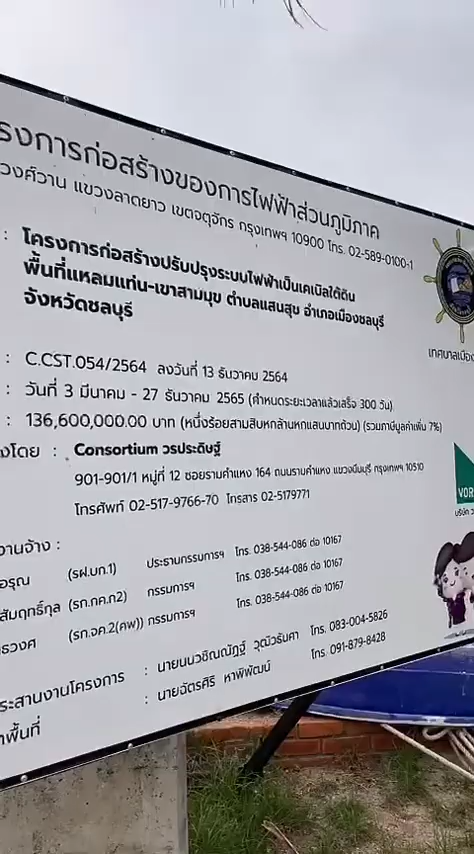 รงการก่อสร้างของการไฟฟ้าส่วนภูมิภาค
วงศ์วาน แขวงลาดยาว เขตจตุจักร กรุงเทพฯ 10900 โทร. 02-589-0100-1
: โครงการก่อสร้างปรับปรุงระบบไฟฟ้าเป็นเคเบิลใต้ดิน
พื้นที่แหลมแท่น-เขาสามมุข ตำบลแสนสุข อำเภอเมืองชลบุรี
จังหวัดชลบุรี
: C.CST.054/2564 ลงวันที่ 13 ธันวาคม 2564
: วันที่ 3 มีนาคม - 27 ธันวาคม 2565 (กำหนดระยะเวลาแล้วเสร็จ 300 วัน)
: 136,600,000.00 บาท (หนึ่งร้อยสามสิบหกล้านหกแสนบาทถ้วน) (รวมภาษีมูลค่าเพิ่ม 7%)
งโดย : Consortium วรประดิษฐ์
901-901/1 หมู่ที่ 12 ซอยรามคำแหง 164 ถนนรามคำแหง แขวงมีนบุรี กรุงเทพฯ 10510
โทรศัพท์ 02-517-9766-70 โทรสาร 02-5179771
งานจ้าง :
อรุณ (รฝ.บก.1) ประธานกรรมการฯ โทร. 038-544-086 ต่อ 10167
สัมฤทธิ์กุล (รก.กค.ก2) กรรมการฯ โทร. 038-544-086 ต่อ 10167
รวงศ์ (รก.จค.2(คพ)) กรรมการฯ โทร. 038-544-086 ต่อ 10167
ระสานงานโครงการ : นายนนวชิณณัฏฐ์ วุฒิวรันคา โทร. 083-004-5826
าพื้นที่ : นายฉัตรศิริ หาพิพัฒน์ โทร. 091-879-8428
เทศบาลเมือง
VOR
บริษัท ว